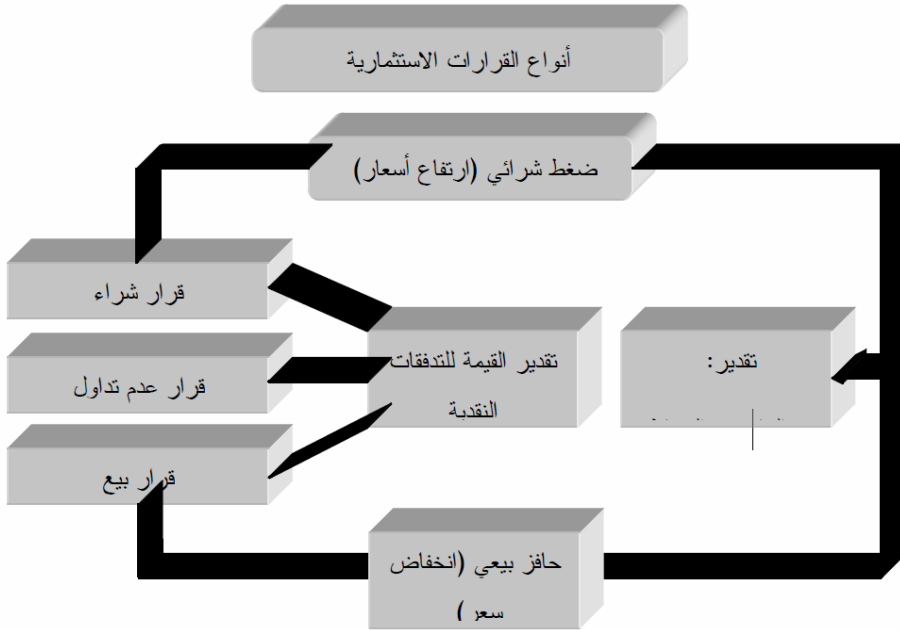 أنواع القرارات الاستثمارية
ضغط شرائي (ارتفاع أسعار)
قرار شراء
تقدير القيمة للتدفقات
النقدية
تقدير:
قرار عدم تداول
قرار بيع
حافز بيعي (انخفاض
سعر)